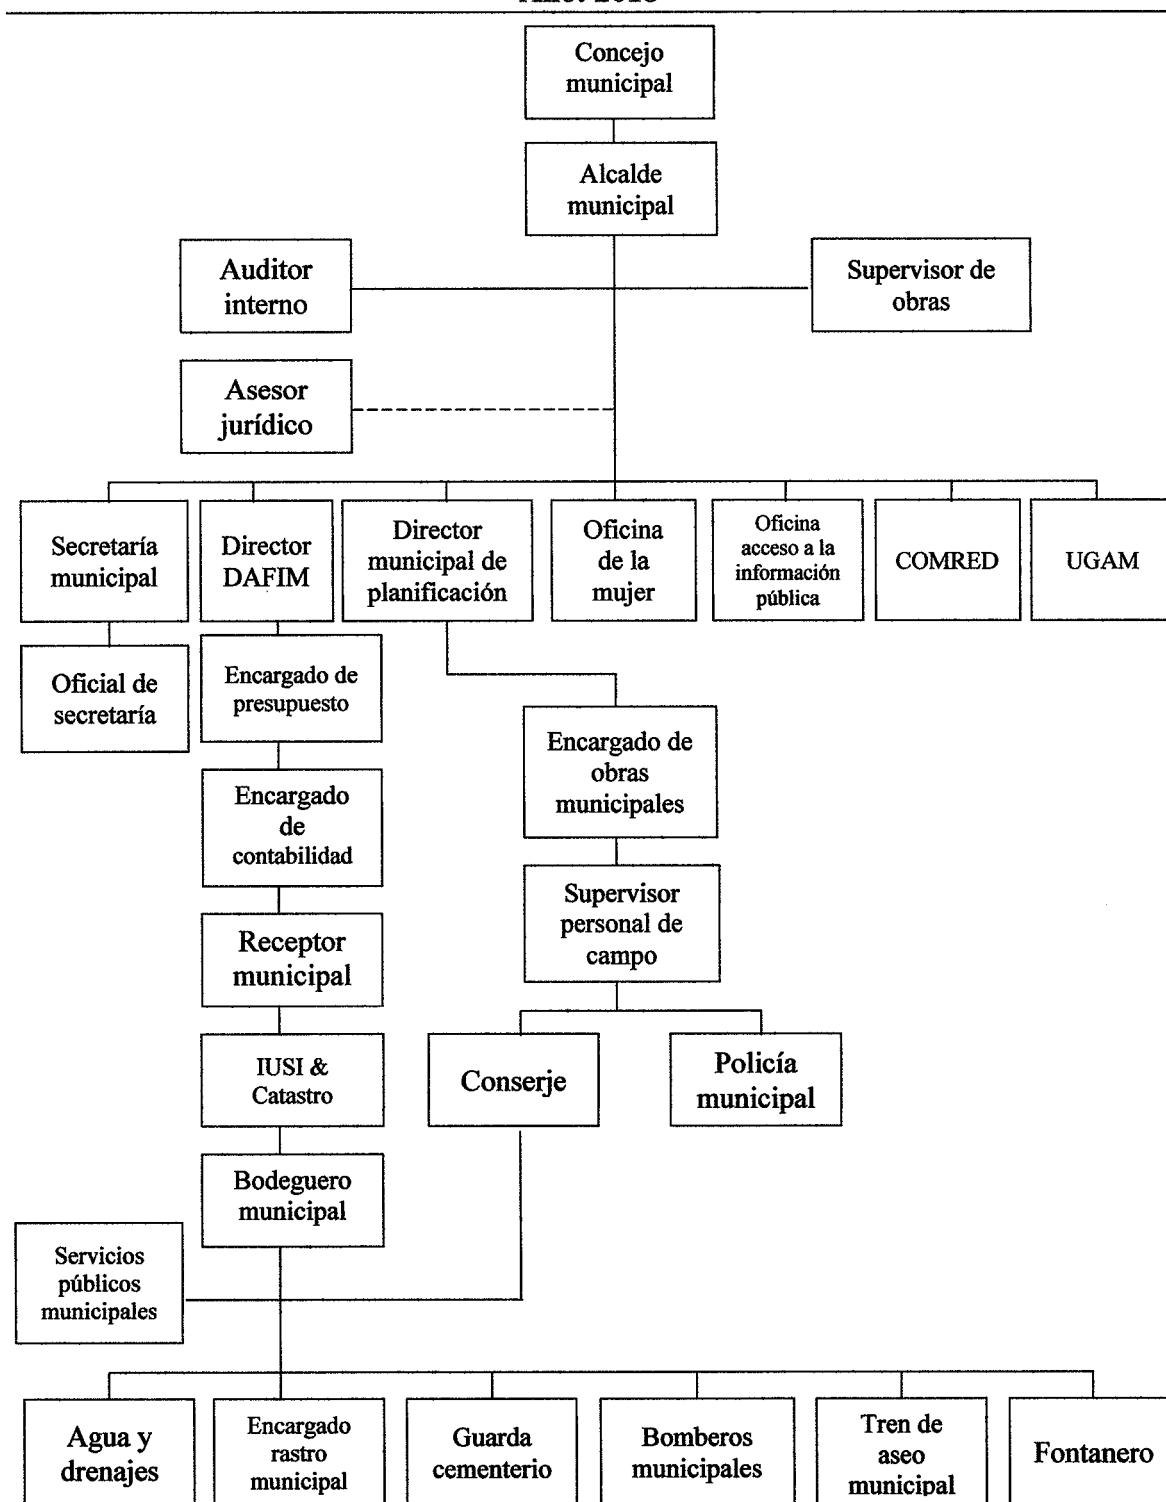 Concejo
municipal
Alcalde
municipal
Auditor
interno
Supervisor de
obras
Asesor
jurídico
Secretaría
municipal
Director
DAFIM
Director
municipal de
planificación
Oficina
de la
mujer
Oficina
acceso a la
información
pública
COMRED
UGAM
Oficial de
secretaría
Encargado de
presupuesto
Encargado de
obras
municipales
Encargado
de
contabilidad
Supervisor
personal de
campo
Receptor
municipal
IUSI &
Catastro
Conserje
Policía
municipal
Bodeguero
municipal
Servicios
públicos
municipales
Agua y
drenajes
Encargado
rastro
municipal
Guarda
cementerio
Bomberos
municipales
Tren de
aseo
municipal
Fontanero